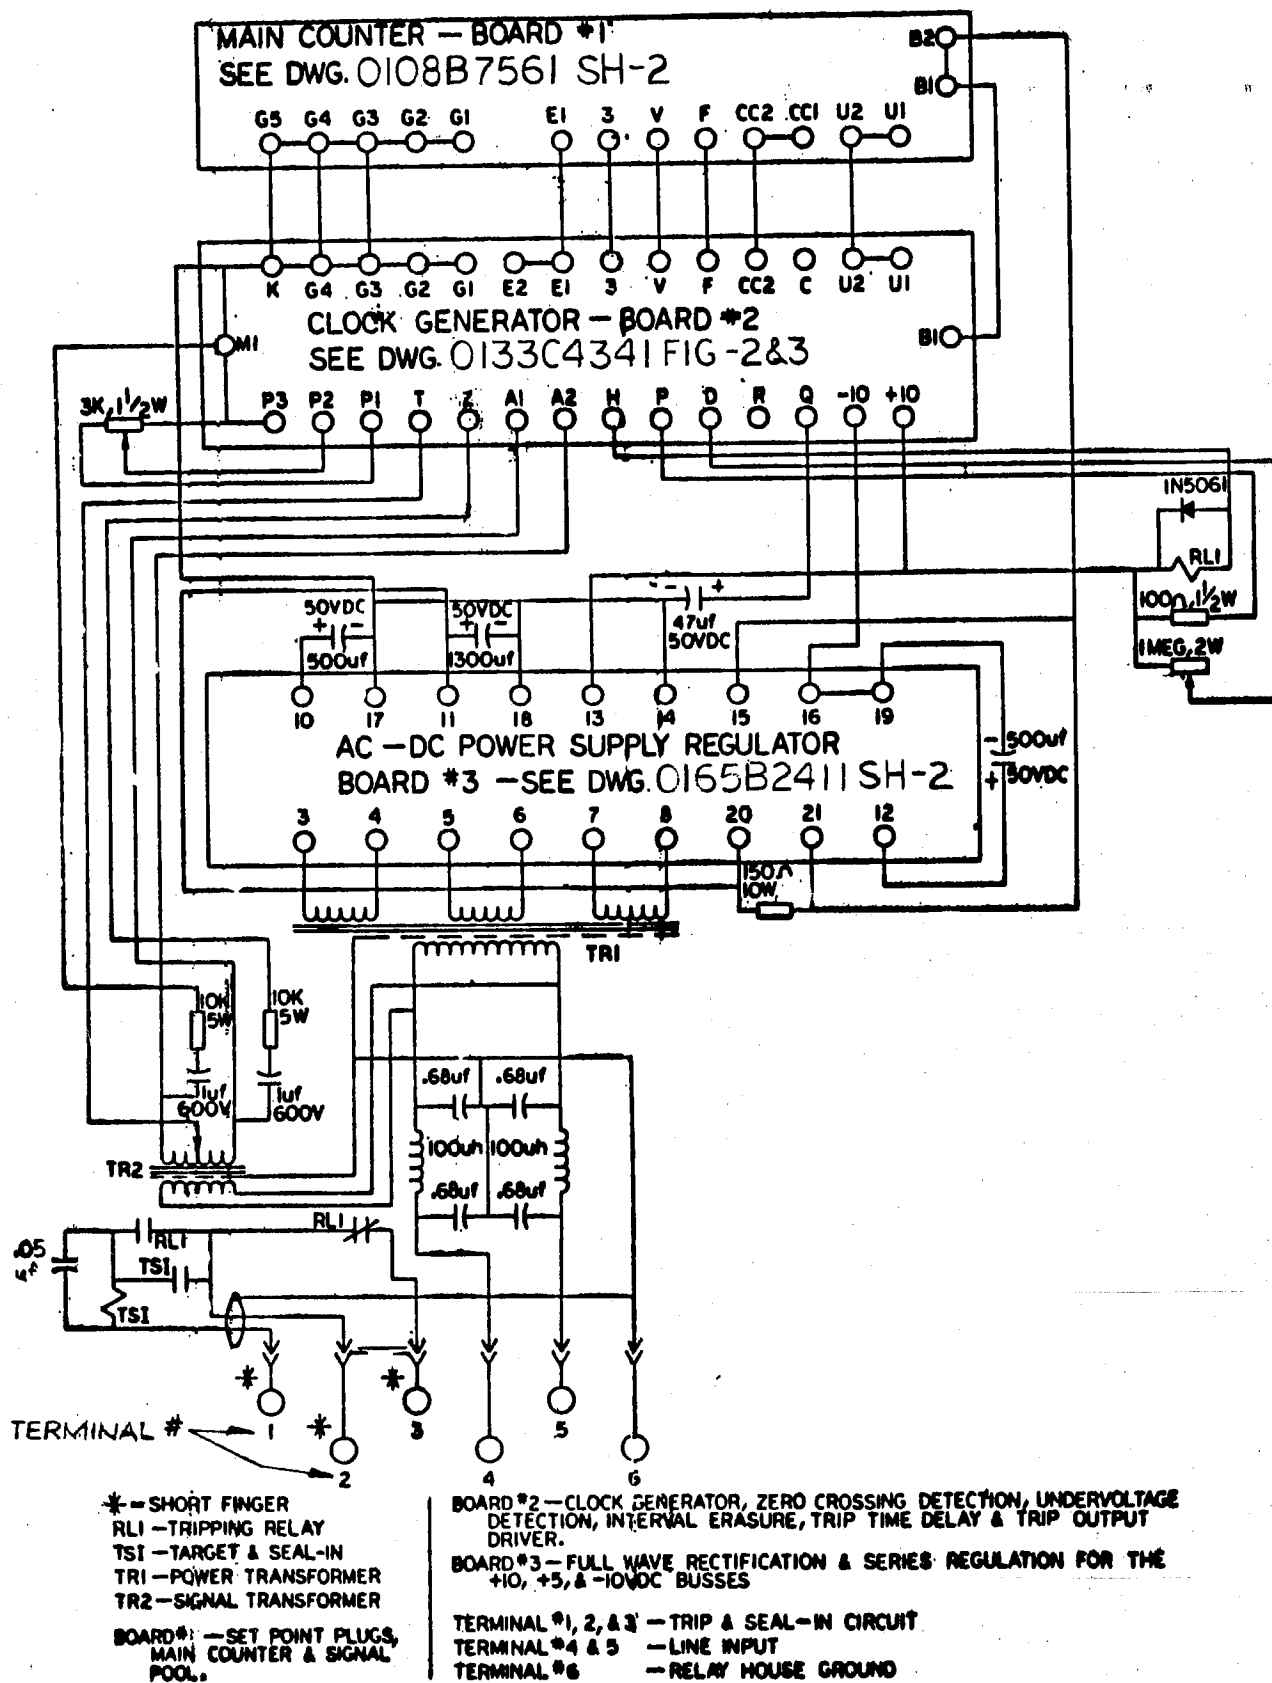 MAIN COUNTER — BOARD #1
SEE DWG. 0108B7561 SH-2
B2
B1
G5 G4 G3 G2 G1 E1 3 V F CC2 CC1 U2 U1
K G4 G3 G2 G1 E2 E1 3 V F CC2 C U2 U1
CLOCK GENERATOR — BOARD #2
M1
B1
SEE DWG. 0133C4341 FIG-2&3
3K, 1 1/2W
P3 P2 P1 T Z A1 A2 H P D R Q -10 +10
1N5061
RL1
100Ω, 1 1/2W
50VDC
+ -
500uf
50VDC
+ -
1300uf
- +
47uf
50VDC
1MEG, 2W
10 17 11 18 13 14 15 16 19
AC — DC POWER SUPPLY REGULATOR
BOARD #3 — SEE DWG. 0165B2411 SH-2
- 500uf
+ 50VDC
3 4 5 6 7 8 20 21 12
150Ω
10W
TR1
10K
5W
10K
5W
1uf
600V
1uf
600V
.68uf .68uf
100uh 100uh
TR2
.68uf .68uf
RL1
RL1
.05
uf
TSI
TSI
* *
*
1 3 5
TERMINAL #
2 4 6
* — SHORT FINGER
RL1 — TRIPPING RELAY
TSI — TARGET & SEAL-IN
TR1 — POWER TRANSFORMER
TR2 — SIGNAL TRANSFORMER
BOARD #1 — SET POINT PLUGS,
MAIN COUNTER & SIGNAL
POOL.
BOARD #2 — CLOCK GENERATOR, ZERO CROSSING DETECTION, UNDERVOLTAGE
DETECTION, INTERVAL ERASURE, TRIP TIME DELAY & TRIP OUTPUT
DRIVER.
BOARD #3 — FULL WAVE RECTIFICATION & SERIES REGULATION FOR THE
+10, +5, & -10VDC BUSSES
TERMINAL #1, 2, & 3 — TRIP & SEAL-IN CIRCUIT
TERMINAL #4 & 5 — LINE INPUT
TERMINAL #6 — RELAY HOUSE GROUND